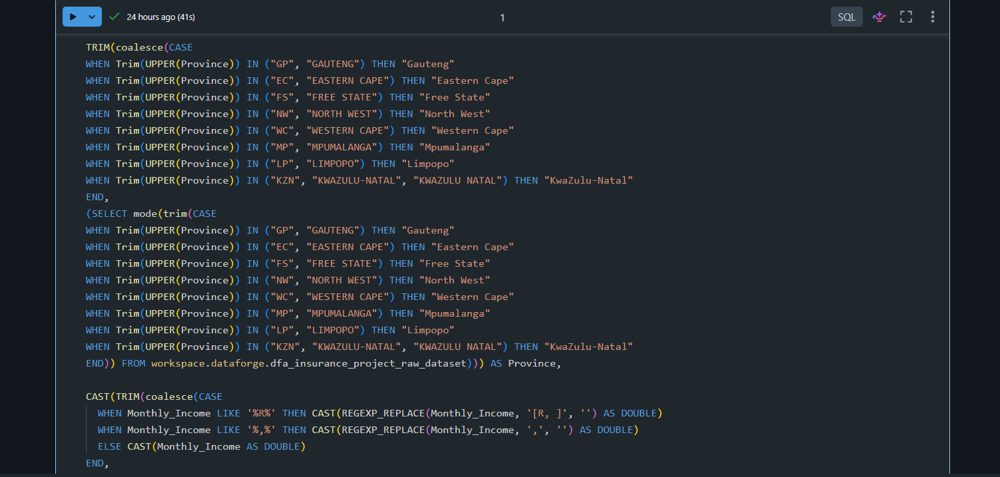 24 hours ago (41s)
1
SQL
TRIM(coalesce(CASE
WHEN Trim(UPPER(Province)) IN ("GP", "GAUTENG") THEN "Gauteng"
WHEN Trim(UPPER(Province)) IN ("EC", "EASTERN CAPE") THEN "Eastern Cape"
WHEN Trim(UPPER(Province)) IN ("FS", "FREE STATE") THEN "Free State"
WHEN Trim(UPPER(Province)) IN ("NW", "NORTH WEST") THEN "North West"
WHEN Trim(UPPER(Province)) IN ("WC", "WESTERN CAPE") THEN "Western Cape"
WHEN Trim(UPPER(Province)) IN ("MP", "MPUMALANGA") THEN "Mpumalanga"
WHEN Trim(UPPER(Province)) IN ("LP", "LIMPOPO") THEN "Limpopo"
WHEN Trim(UPPER(Province)) IN ("KZN", "KWAZULU-NATAL", "KWAZULU NATAL") THEN "KwaZulu-Natal"
END,
(SELECT mode(trim(CASE
WHEN Trim(UPPER(Province)) IN ("GP", "GAUTENG") THEN "Gauteng"
WHEN Trim(UPPER(Province)) IN ("EC", "EASTERN CAPE") THEN "Eastern Cape"
WHEN Trim(UPPER(Province)) IN ("FS", "FREE STATE") THEN "Free State"
WHEN Trim(UPPER(Province)) IN ("NW", "NORTH WEST") THEN "North West"
WHEN Trim(UPPER(Province)) IN ("WC", "WESTERN CAPE") THEN "Western Cape"
WHEN Trim(UPPER(Province)) IN ("MP", "MPUMALANGA") THEN "Mpumalanga"
WHEN Trim(UPPER(Province)) IN ("LP", "LIMPOPO") THEN "Limpopo"
WHEN Trim(UPPER(Province)) IN ("KZN", "KWAZULU-NATAL", "KWAZULU NATAL") THEN "KwaZulu-Natal"
END)) FROM workspace.dataforge.dfa_insurance_project_raw_dataset))) AS Province,
CAST(TRIM(coalesce(CASE
WHEN Monthly_Income LIKE '%R%' THEN CAST(REGEXP_REPLACE(Monthly_Income, '[R, ]', '') AS DOUBLE)
WHEN Monthly_Income LIKE '%,%' THEN CAST(REGEXP_REPLACE(Monthly_Income, ',', '') AS DOUBLE)
ELSE CAST(Monthly_Income AS DOUBLE)
END,